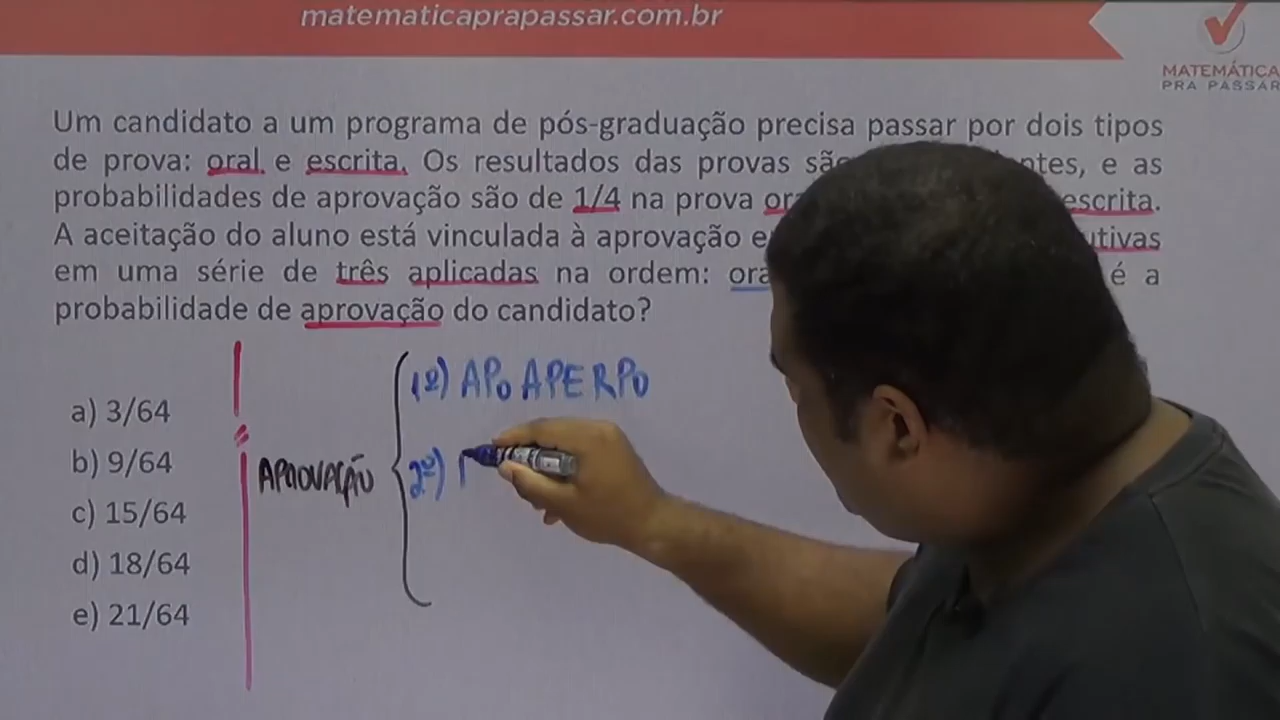 matematicaprapassar.com.br
MATEMÁTICA
PRA PASSAR
Um candidato a um programa de pós-graduação precisa passar por dois tipos
de prova: oral e escrita. Os resultados das provas são e as
probabilidades de aprovação são de 1/4 na prova escrita.
A aceitação do aluno está vinculada à aprovação
em uma série de três aplicadas na ordem: é a
probabilidade de aprovação do candidato?
a) 3/64
b) 9/64
c) 15/64
d) 18/64
e) 21/64
APROVAÇÃO
1º) APO APE RPO
2º)